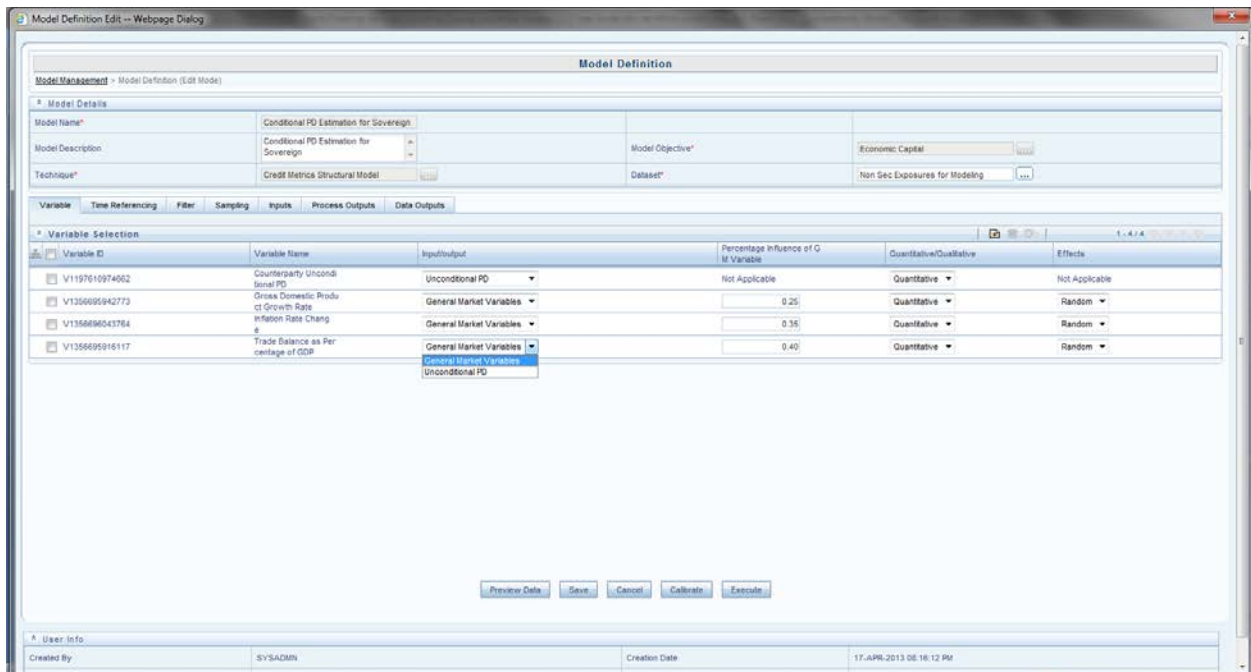 Model Definition Edit -- Webpage Dialog
Model Definition
Model Management > Model Definition (Edit Mode)
Model Details
Model Name* Conditional PD Estimation for Sovereign
Model Description Conditional PD Estimation for
Sovereign
Model Objective* Economic Capital ...
Technique* Credit Metrics Structural Model ... Dataset* Non Sec Exposures for Modeling ...
Variable Time Referencing Filter Sampling Inputs Process Outputs Data Outputs
Variable Selection 1 - 4 / 4
Variable ID Variable Name Input/output Percentage Influence of G
M Variable Quantitative/Qualitative Effects
V1197610974662 Counterparty Uncondi
tional PD Unconditional PD Not Applicable Quantitative Not Applicable
V1356695942773 Gross Domestic Produ
ct Growth Rate General Market Variables 0.25 Quantitative Random
V1356696043764 Inflation Rate Chang
e General Market Variables 0.35 Quantitative Random
V1356695916117 Trade Balance as Per
centage of GDP General Market Variables 0.40 Quantitative Random
General Market Variables
Unconditional PD
Preview Data Save Cancel Calibrate Execute
User Info
Created By SYSADMN Creation Date 17-APR-2013 08:16:12 PM